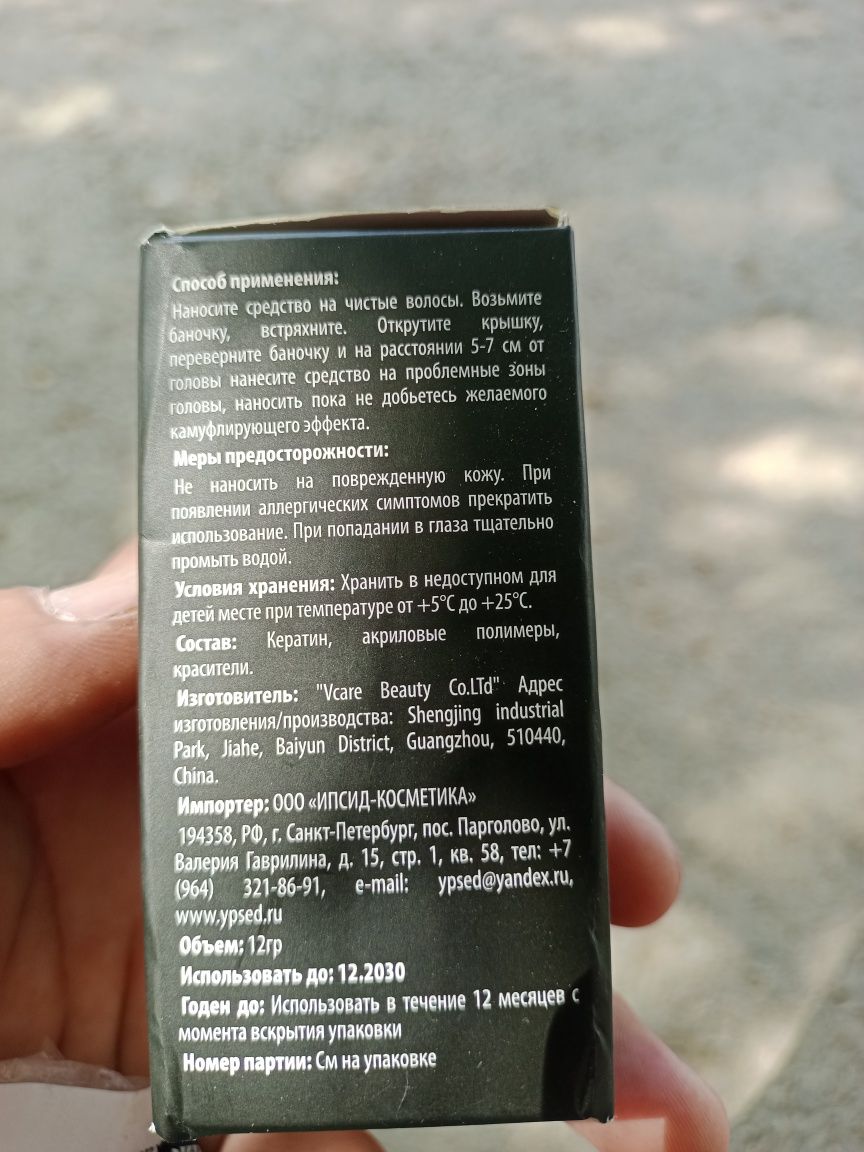 Способ применения:
Наносите средство на чистые волосы. Возьмите
баночку, встряхните. Открутите крышку,
переверните баночку и на расстоянии 5-7 см от
головы нанесите средство на проблемные зоны
головы, наносить пока не добьетесь желаемого
камуфлирующего эффекта.
Меры предосторожности:
Не наносить на поврежденную кожу. При
появлении аллергических симптомов прекратить
использование. При попадании в глаза тщательно
промыть водой.
Условия хранения: Хранить в недоступном для
детей месте при температуре от +5°C до +25°C.
Состав: Кератин, акриловые полимеры,
красители.
Изготовитель: "Vcare Beauty Co.LTd" Адрес
изготовления/производства: Shengjing industrial
Park, Jiahe, Baiyun District, Guangzhou, 510440,
China.
Импортер: ООО «ИПСИД-КОСМЕТИКА»
194358, РФ, г. Санкт-Петербург, пос. Парголово, ул.
Валерия Гаврилина, д. 15, стр. 1, кв. 58, тел: +7
(964) 321-86-91, e-mail: ypsed@yandex.ru,
www.ypsed.ru
Объем: 12гр
Использовать до: 12.2030
Годен до: Использовать в течение 12 месяцев с
момента вскрытия упаковки
Номер партии: См на упаковке